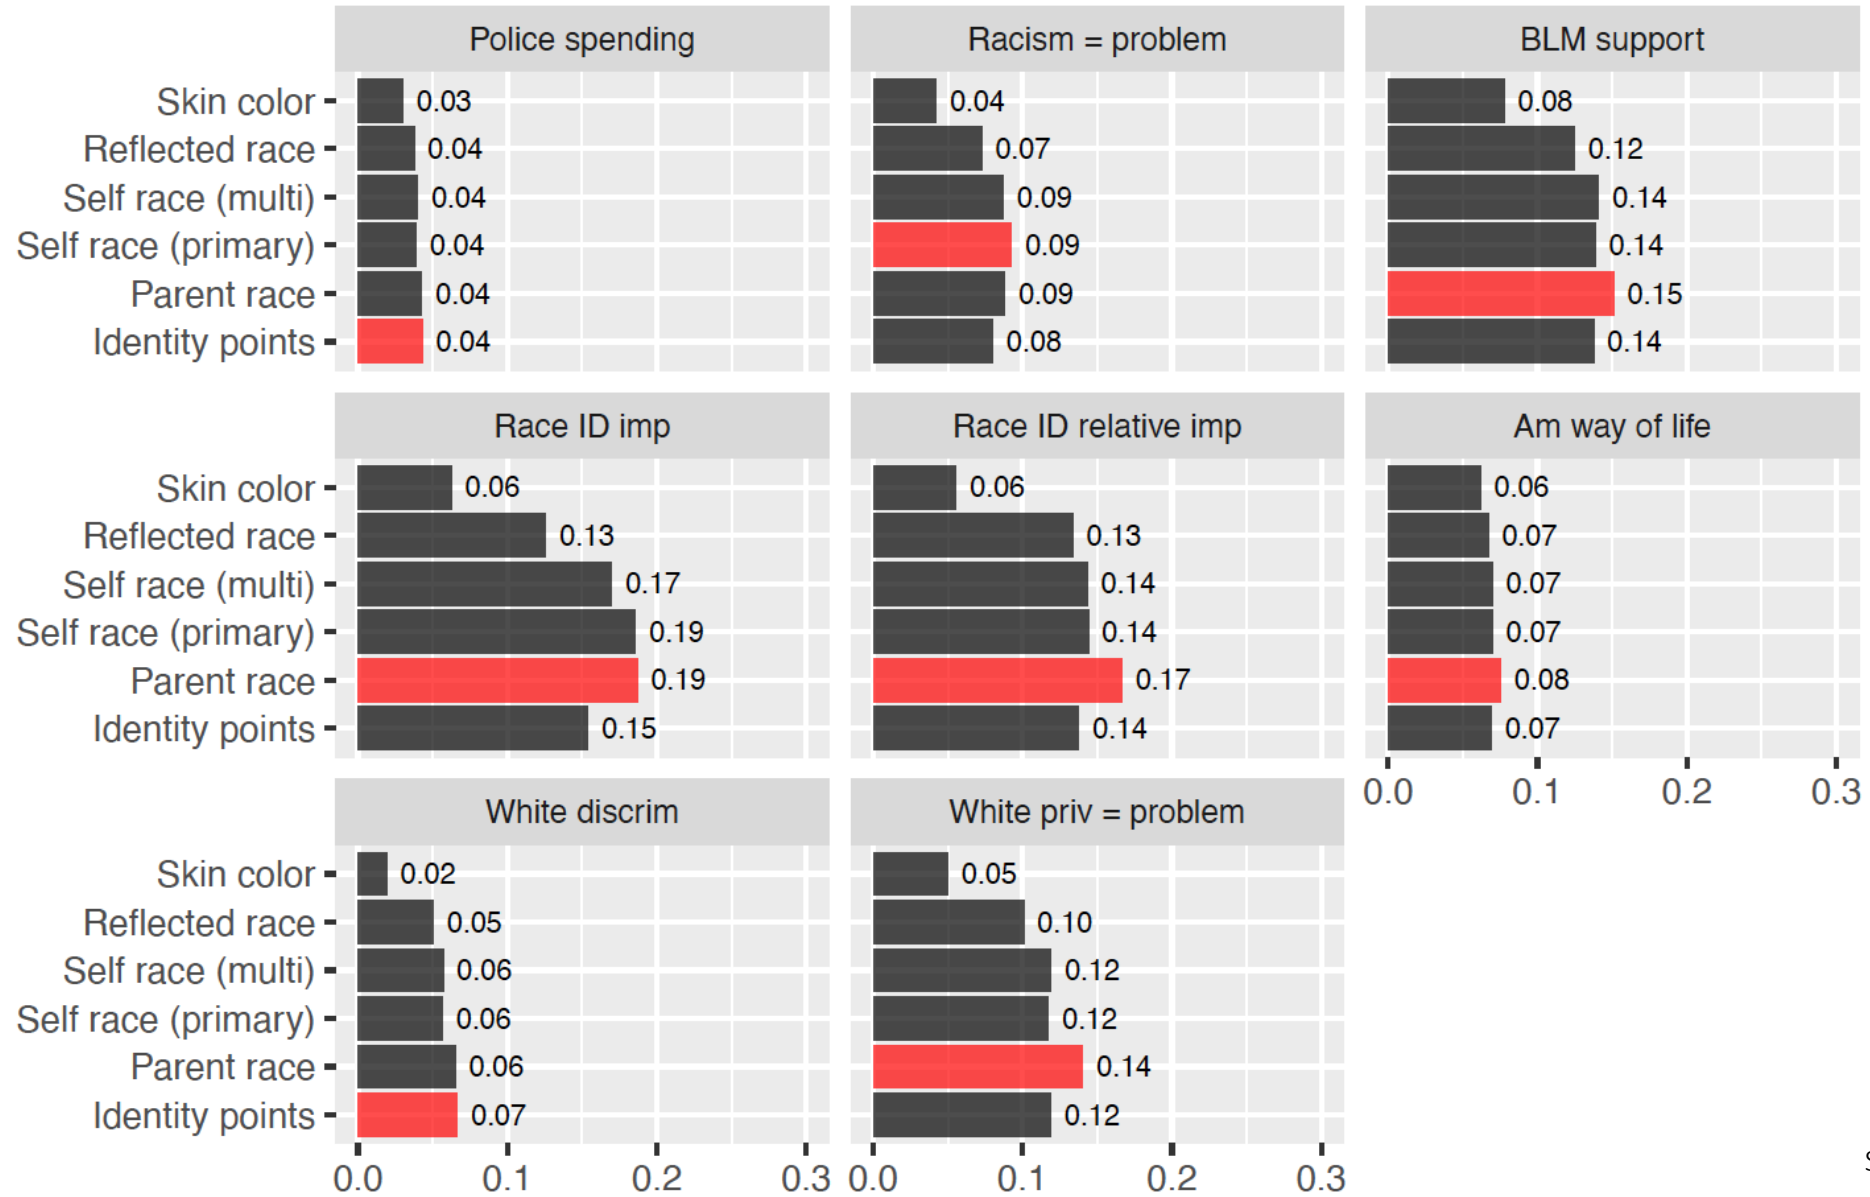 Police spending
Racism = problem
BLM support
Skin color 0.03 0.04 0.08
Reflected race 0.04 0.07 0.12
Self race (multi) 0.04 0.09 0.14
Self race (primary) 0.04 0.09 0.14
Parent race 0.04 0.09 0.15
Identity points 0.04 0.08 0.14
Race ID imp
Race ID relative imp
Am way of life
Skin color 0.06 0.06 0.06
Reflected race 0.13 0.13 0.07
Self race (multi) 0.17 0.14 0.07
Self race (primary) 0.19 0.14 0.07
Parent race 0.19 0.17 0.08
Identity points 0.15 0.14 0.07
0.0 0.1 0.2 0.3
White discrim
White priv = problem
Skin color 0.02 0.05
Reflected race 0.05 0.10
Self race (multi) 0.06 0.12
Self race (primary) 0.06 0.12
Parent race 0.06 0.14
Identity points 0.07 0.12
0.0 0.1 0.2 0.3 0.0 0.1 0.2 0.3